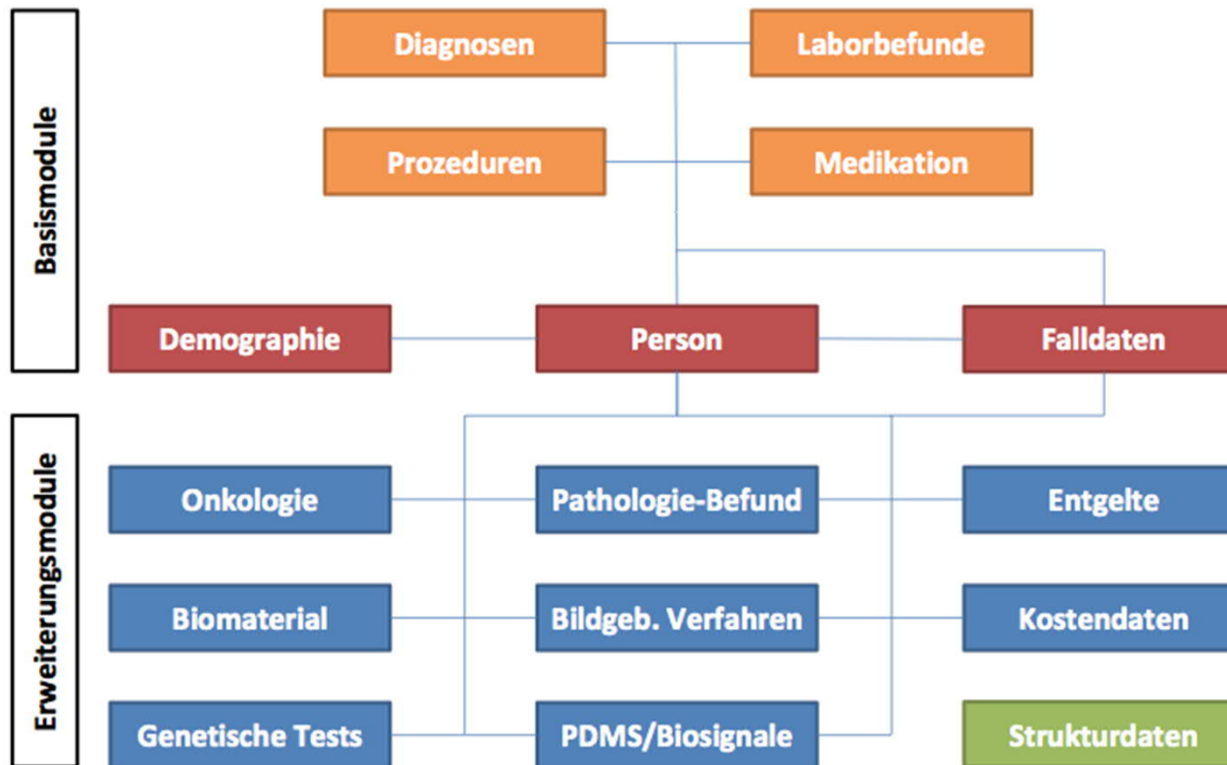 Basismodule
Diagnosen
Laborbefunde
Prozeduren
Medikation
Demographie
Person
Falldaten
Erweiterungsmodule
Onkologie
Pathologie-Befund
Entgelte
Biomaterial
Bildgeb. Verfahren
Kostendaten
Genetische Tests
PDMS/Biosignale
Strukturdaten